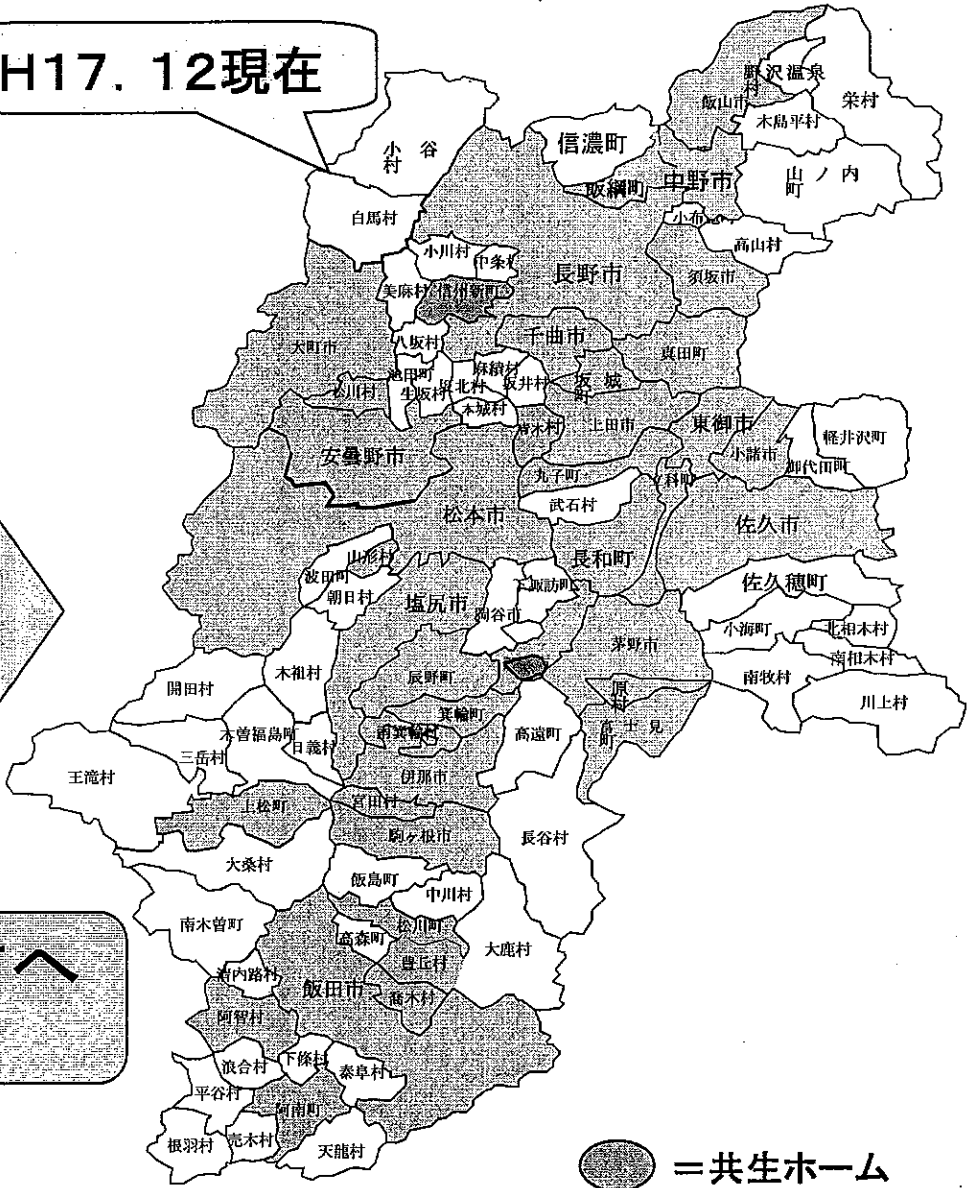 H17. 12現在
野沢温泉
村
飯山市
栄村
木島平村
小谷
村
信濃町
飯綱町
中野市
山ノ内
町
白馬村
高山村
小川村
中条村
長野市
須坂市
美麻村
信州新町
大町市
八坂村
千曲市
真田町
池田町
麻績村
坂井村
坂城
町
松川村
生坂村
坂北村
本城村
青木村
上田市
東御市
小諸市
軽井沢町
御代田町
安曇野市
丸子町
武石村
松本市
佐久市
山形村
波田町
朝日村
長和町
佐久穂町
塩尻市
下諏訪町
岡谷市
小海町
北相木村
茅野市
南相木村
南牧村
川上村
木祖村
辰野町
開田村
原村
富士見
町
箕輪町
南箕輪村
高遠町
木曽福島町
日義村
三岳村
王滝村
伊那市
上松町
宮田村
駒ヶ根市
長谷村
大桑村
飯島町
中川村
南木曽町
松川町
高森町
大鹿村
豊丘村
清内路村
飯田市
喬木村
阿智村
浪合村
下條村
泰阜村
平谷村
阿南町
根羽村
売木村
天龍村
へ
=共生ホーム